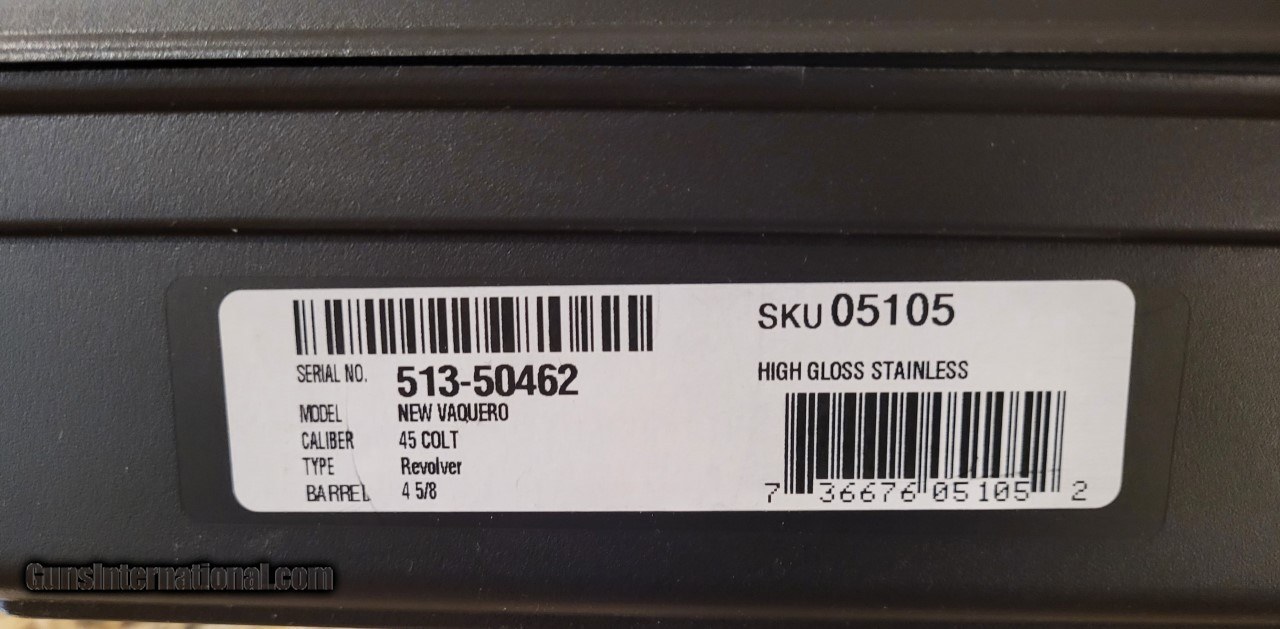 SKU 05105
SERIAL NO. 513-50462
HIGH GLOSS STAINLESS
MODEL NEW VAQUERO
CALIBER 45 COLT
TYPE Revolver
BARREL 4 5/8
7 36676 05105 2
GunsInternational.com